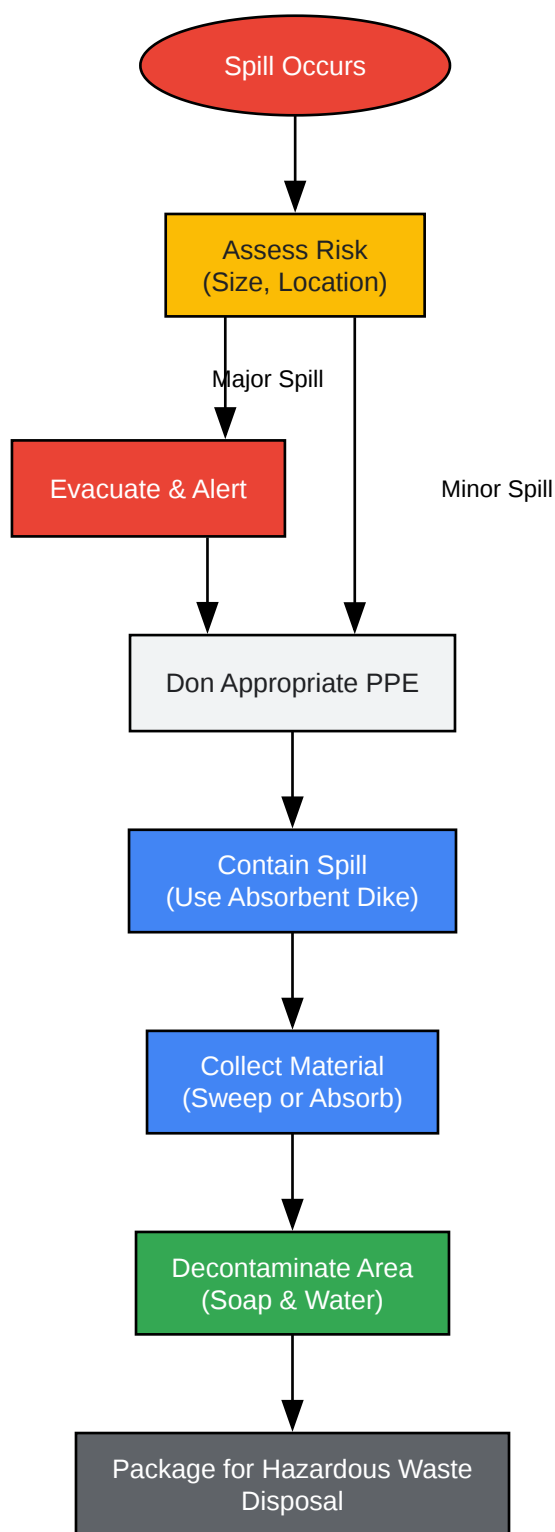 Spill Occurs
Assess Risk
(Size, Location)
Major Spill
Evacuate & Alert
Minor Spill
Don Appropriate PPE
Contain Spill
(Use Absorbent Dike)
Collect Material
(Sweep or Absorb)
Decontaminate Area
(Soap & Water)
Package for Hazardous Waste
Disposal